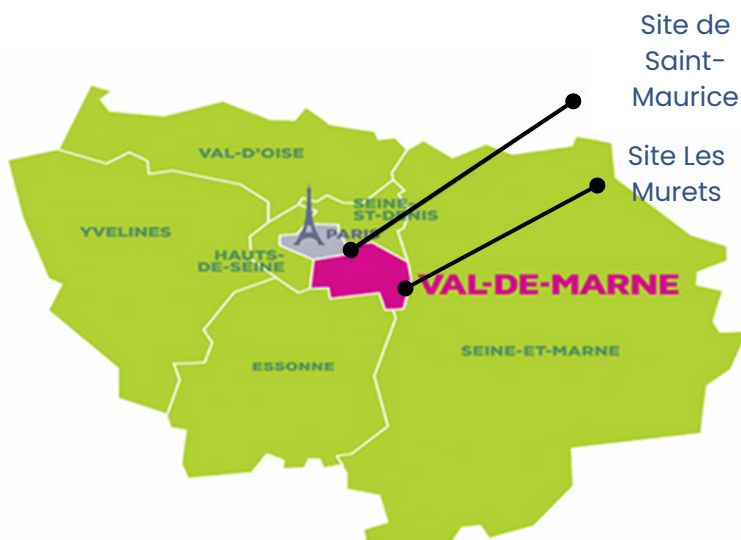 Site de
Saint-
Maurice
Site Les
Murets
VAL-D'OISE
SEINE-
ST-DENIS
YVELINES
PARIS
HAUTS-
DE-SEINE
VAL-DE-MARNE
ESSONNE
SEINE-ET-MARNE